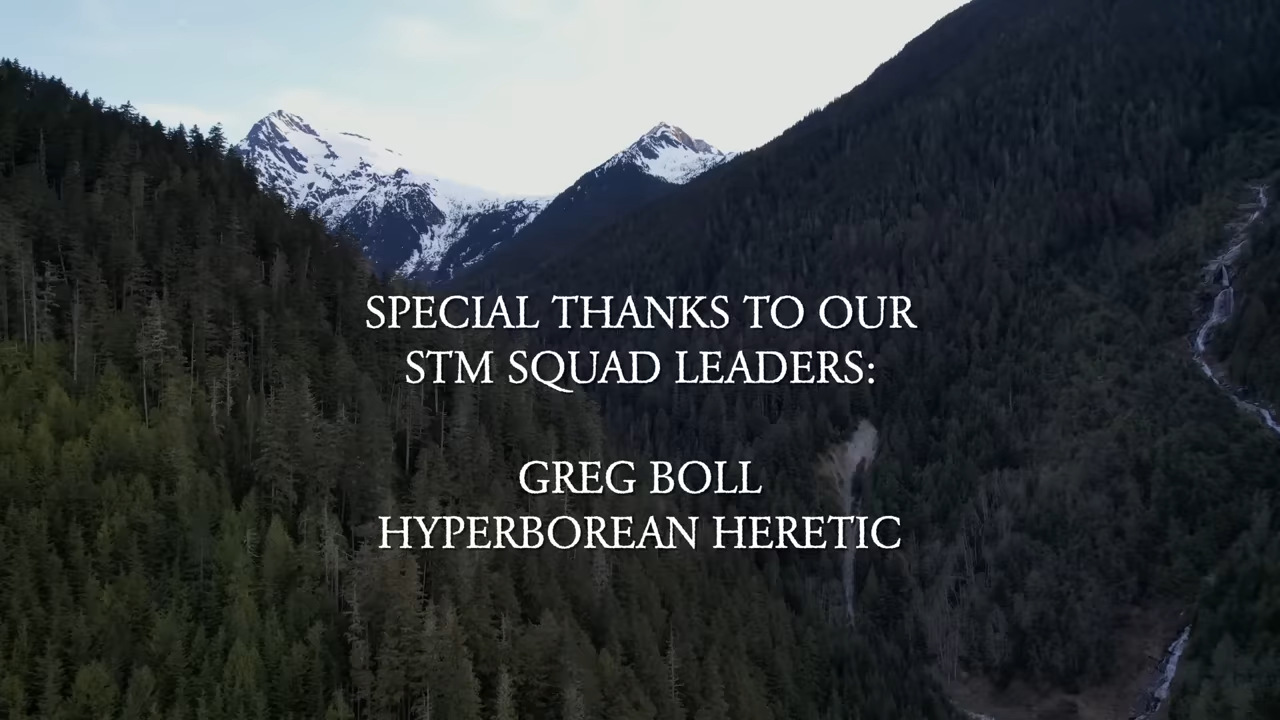 SPECIAL THANKS TO OUR
STM SQUAD LEADERS:
GREG BOLL
HYPERBOREAN HERETIC